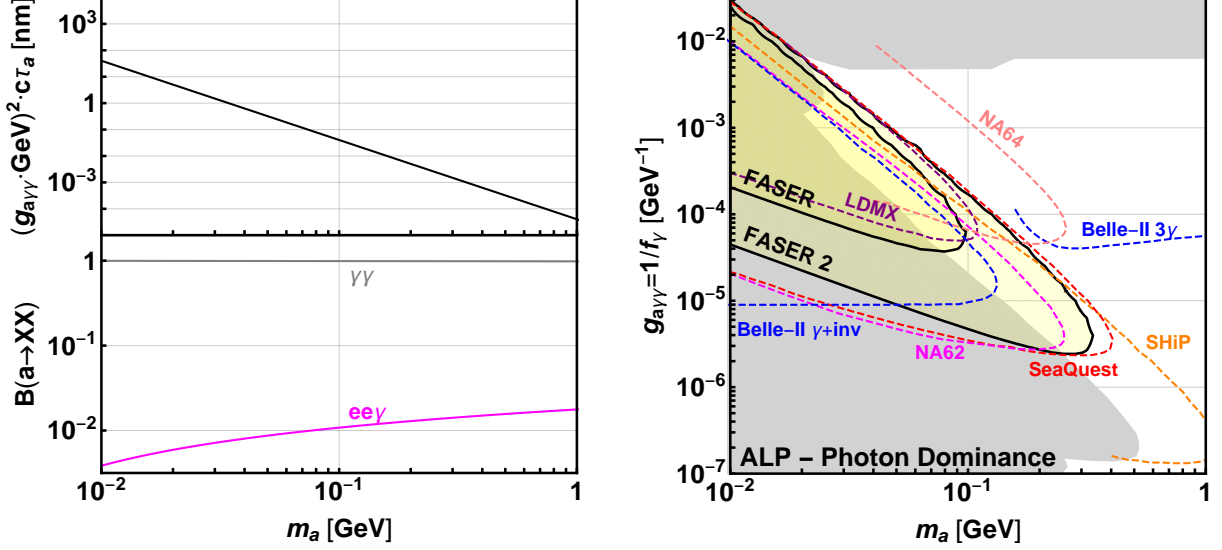 (g_aγγ·GeV)²·cτ_a [nm]
10³
1
10⁻³
B(a→XX)
1
10⁻¹
10⁻²
γγ
eeγ
10⁻²
10⁻¹
1
m_a [GeV]
g_aγγ=1/f_γ [GeV⁻¹]
10⁻²
10⁻³
10⁻⁴
10⁻⁵
10⁻⁶
10⁻⁷
NA64
FASER
LDMX
Belle−II 3γ
FASER 2
Belle−II γ+inv
NA62
SHiP
SeaQuest
ALP − Photon Dominance
10⁻²
10⁻¹
1
m_a [GeV]